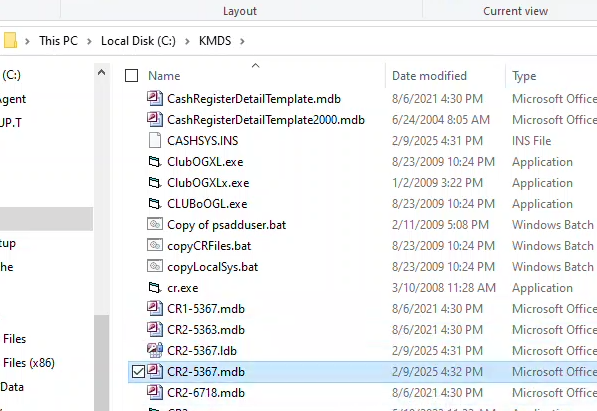 Layout Current view
This PC > Local Disk (C:) > KMDS >
(C:)
Agent
UP.T
tup
he
Files
Files (x86)
Data
Name Date modified Type
CashRegisterDetailTemplate.mdb 8/6/2021 4:30 PM Microsoft Office
CashRegisterDetailTemplate2000.mdb 6/24/2004 8:05 AM Microsoft Office
CASHSYS.INS 2/9/2025 4:31 PM INS File
ClubOGXL.exe 8/23/2009 10:24 PM Application
ClubOGXLx.exe 1/2/2009 3:22 PM Application
CLUBoOGL.exe 8/23/2009 10:24 PM Application
Copy of psadduser.bat 2/11/2009 5:08 PM Windows Batch
copyCRFiles.bat 8/23/2009 10:24 PM Windows Batch
copyLocalSys.bat 8/23/2009 10:24 PM Windows Batch
cr.exe 3/10/2008 11:28 AM Application
CR1-5367.mdb 8/6/2021 4:30 PM Microsoft Office
CR2-5363.mdb 8/6/2021 4:30 PM Microsoft Office
CR2-5367.ldb 2/9/2025 4:31 PM Microsoft Office
CR2-5367.mdb 2/9/2025 4:32 PM Microsoft Office
CR2-6718.mdb 8/6/2021 4:30 PM Microsoft Office